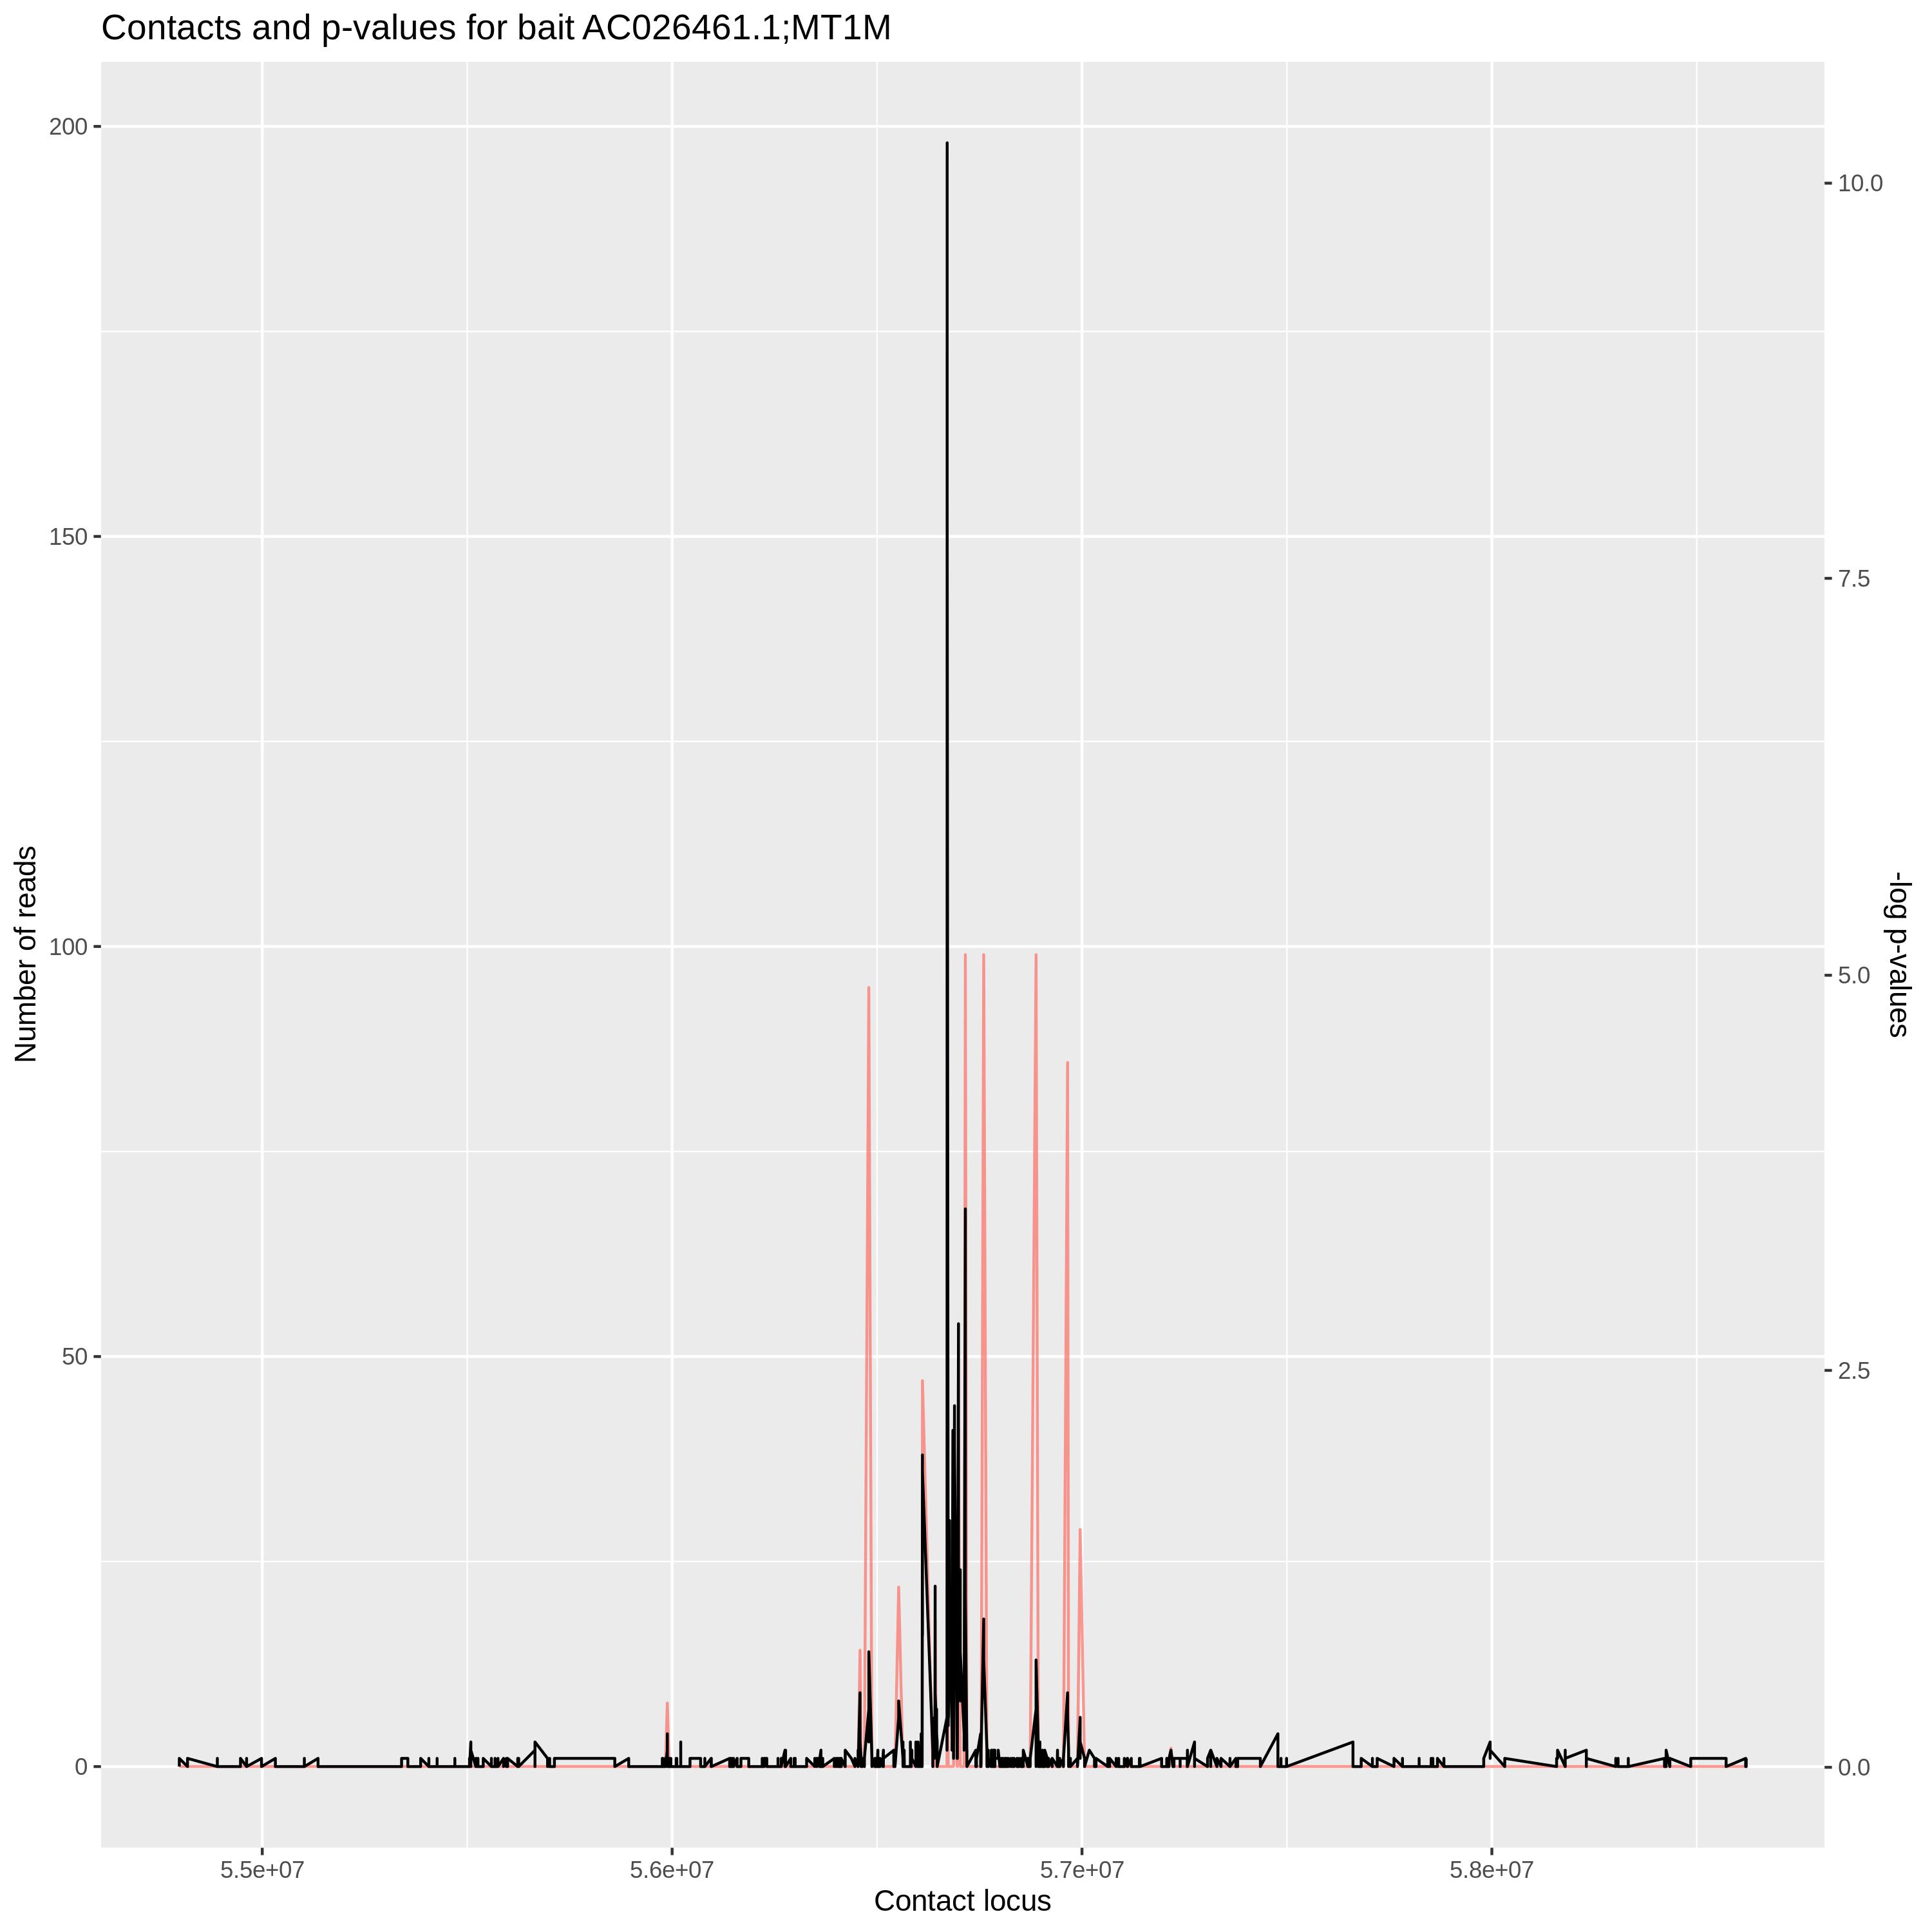 Contacts and p-values for bait AC026461.1;MT1M
200
150
100
50
0
Number of reads
10.0
7.5
5.0
2.5
0.0
-log p-values
5.5e+07
5.6e+07
5.7e+07
5.8e+07
Contact locus